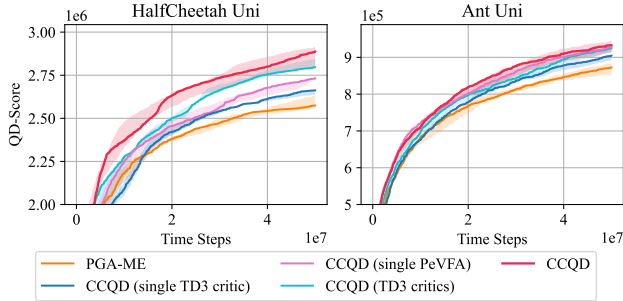 HalfCheetah Uni
Ant Uni
1e6
1e5
QD-Score
3.00
2.75
2.50
2.25
2.00
9
8
7
6
5
0 2 4
0 2 4
Time Steps
1e7
Time Steps
1e7
PGA-ME
CCQD (single PeVFA)
CCQD
CCQD (single TD3 critic)
CCQD (TD3 critics)